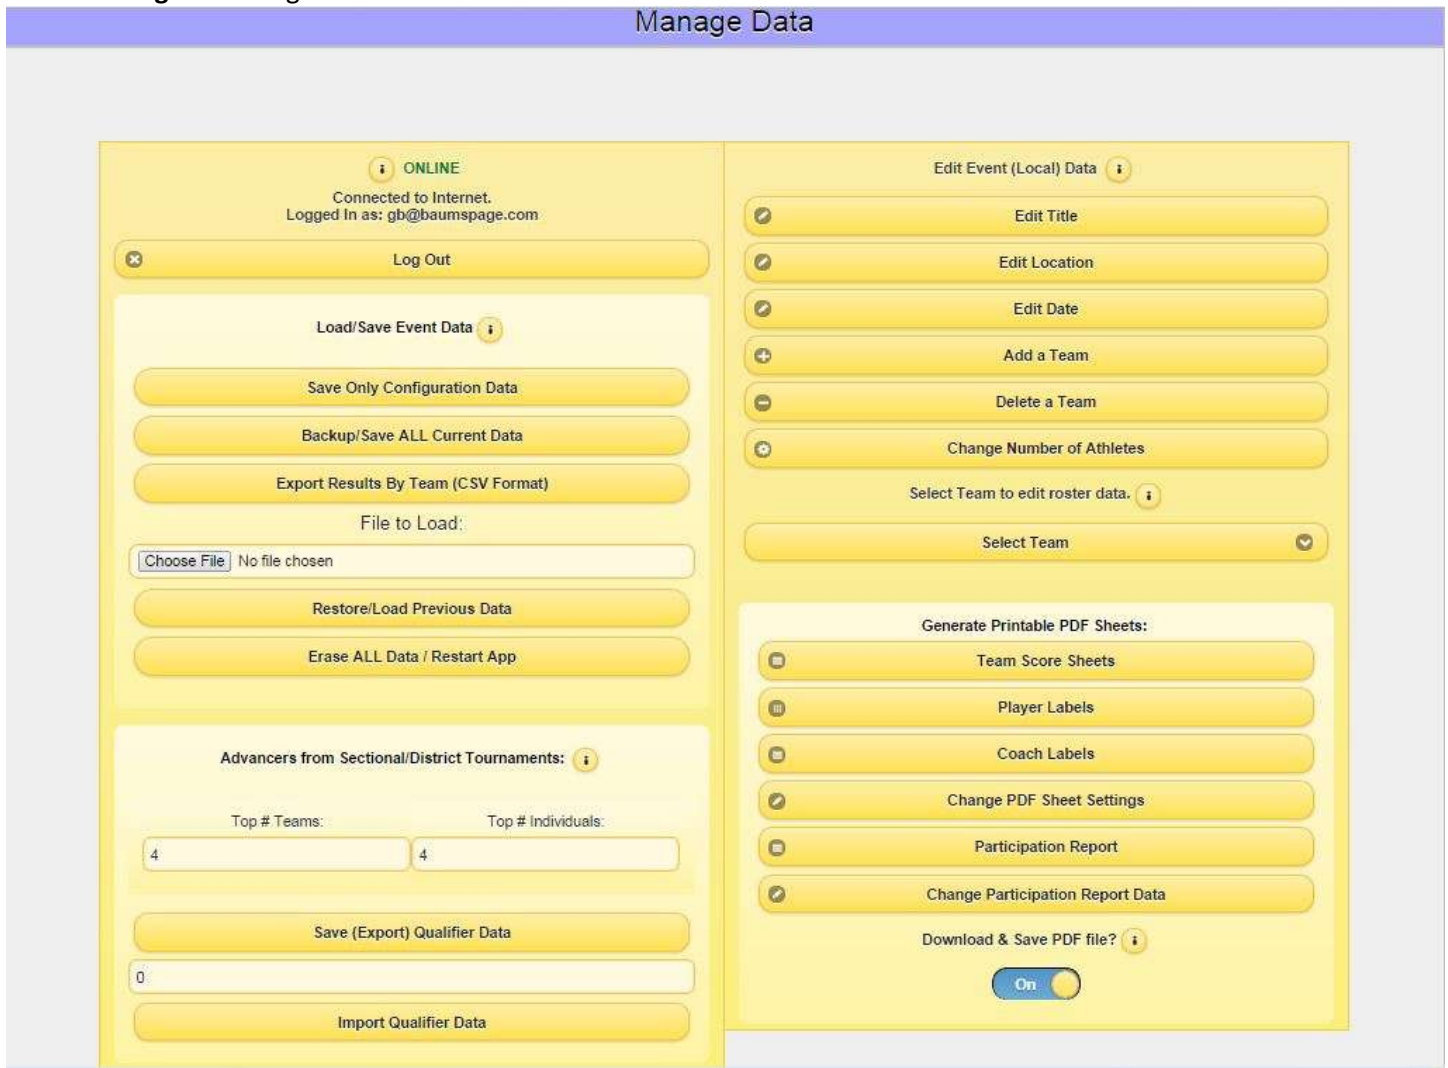 Manage Data
ONLINE
Connected to Internet.
Logged In as: gb@baumspage.com
Log Out
Load/Save Event Data
Save Only Configuration Data
Backup/Save ALL Current Data
Export Results By Team (CSV Format)
File to Load:
Choose File No file chosen
Restore/Load Previous Data
Erase ALL Data / Restart App
Advancers from Sectional/District Tournaments:
Top # Teams: Top # Individuals:
4 4
Save (Export) Qualifier Data
0
Import Qualifier Data
Edit Event (Local) Data
Edit Title
Edit Location
Edit Date
Add a Team
Delete a Team
Change Number of Athletes
Select Team to edit roster data.
Select Team
Generate Printable PDF Sheets:
Team Score Sheets
Player Labels
Coach Labels
Change PDF Sheet Settings
Participation Report
Change Participation Report Data
Download & Save PDF file?
On